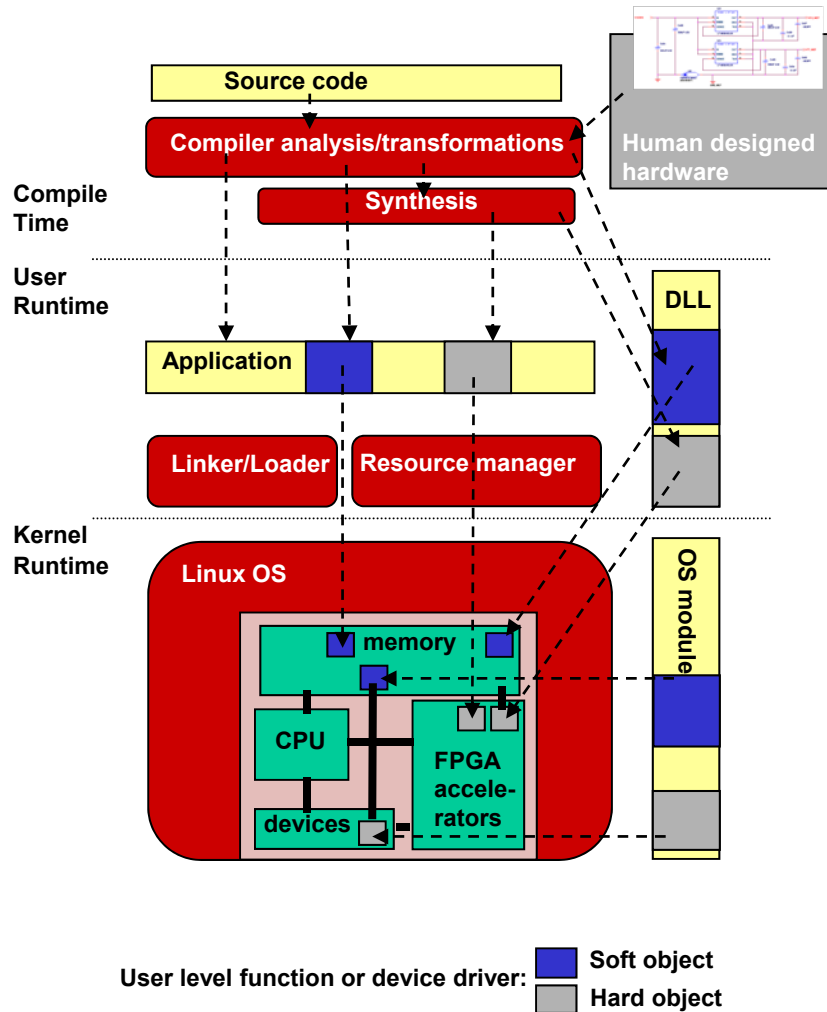 Source code
Compiler analysis/transformations
Human designed
hardware
Compile
Time
Synthesis
User
Runtime
DLL
Application
Linker/Loader
Resource manager
Kernel
Runtime
Linux OS
OS module
memory
CPU
FPGA
accele-
rators
devices
User level function or device driver:
Soft object
Hard object